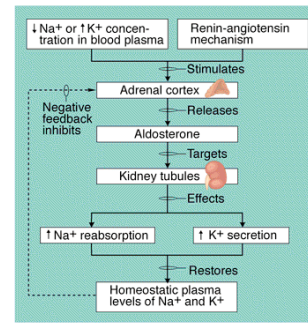 ↓Na+ or ↑K+ concen-
tration in blood plasma
Renin-angiotensin
mechanism
Stimulates
Adrenal cortex
Negative
feedback
inhibits
Releases
Aldosterone
Targets
Kidney tubules
Effects
↑Na+ reabsorption
↑ K+ secretion
Restores
Homeostatic plasma
levels of Na+ and K+